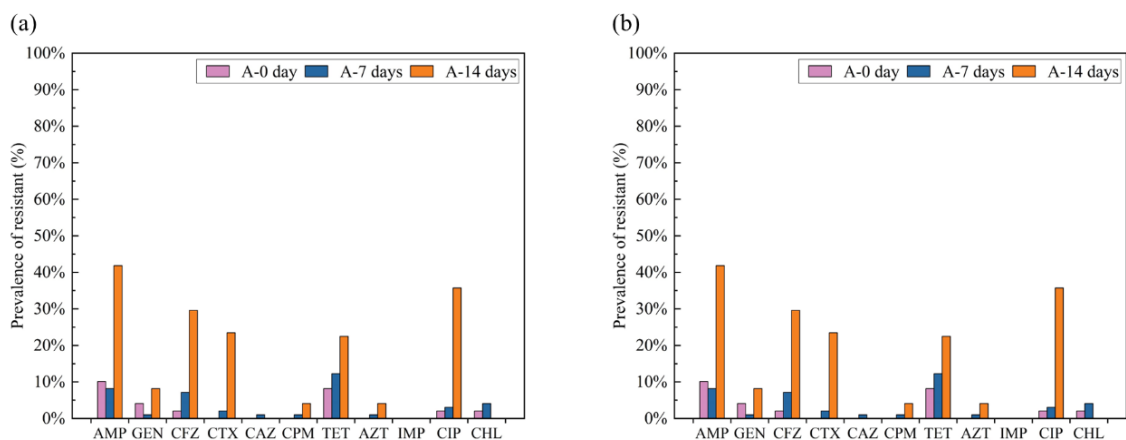 (a)
A-0 day A-7 days A-14 days
Prevalence of resistant (%)
100%
90%
80%
70%
60%
50%
40%
30%
20%
10%
0%
AMP GEN CFZ CTX CAZ CPM TET AZT IMP CIP CHL
(b)
A-0 day A-7 days A-14 days
Prevalence of resistant (%)
100%
90%
80%
70%
60%
50%
40%
30%
20%
10%
0%
AMP GEN CFZ CTX CAZ CPM TET AZT IMP CIP CHL